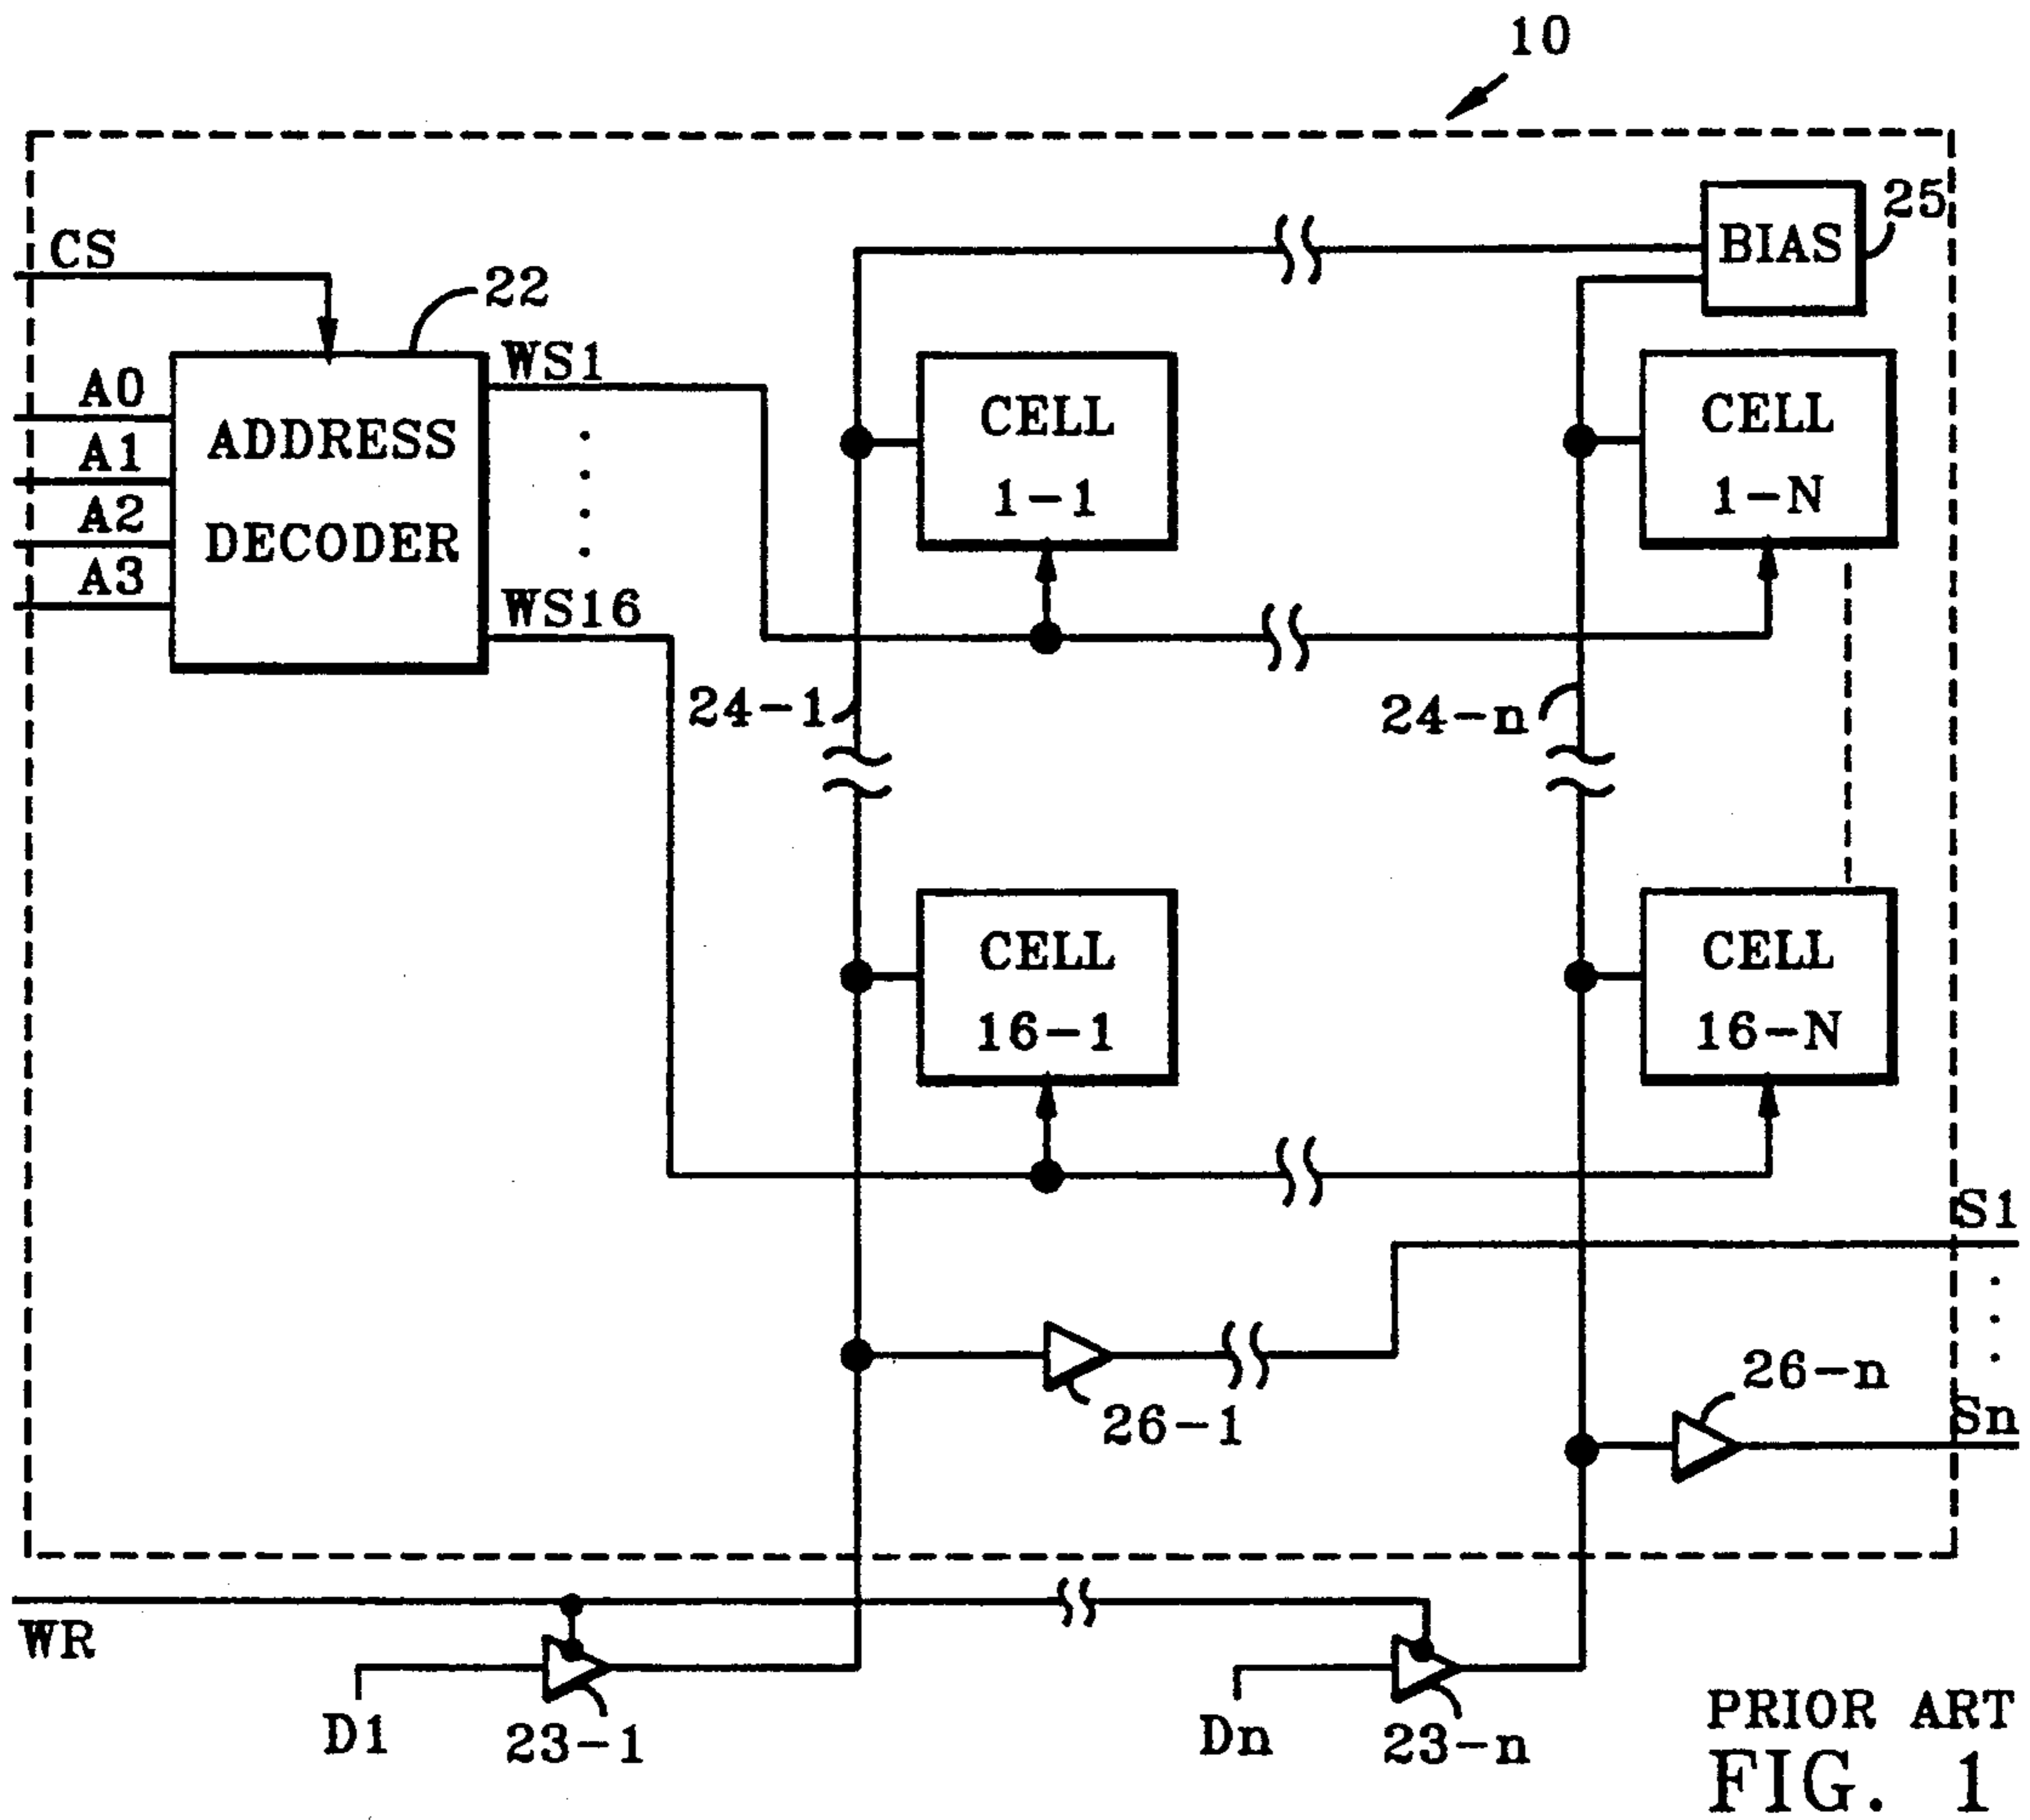 10
CS
22
25
BIAS
A0
A1
A2
A3
ADDRESS
DECODER
WS1
WS16
CELL
1-1
CELL
1-N
24-1
24-n
CELL
16-1
CELL
16-N
S1
26-1
26-n
Sn
WR
D1
23-1
Dn
23-n
PRIOR ART
FIG. 1